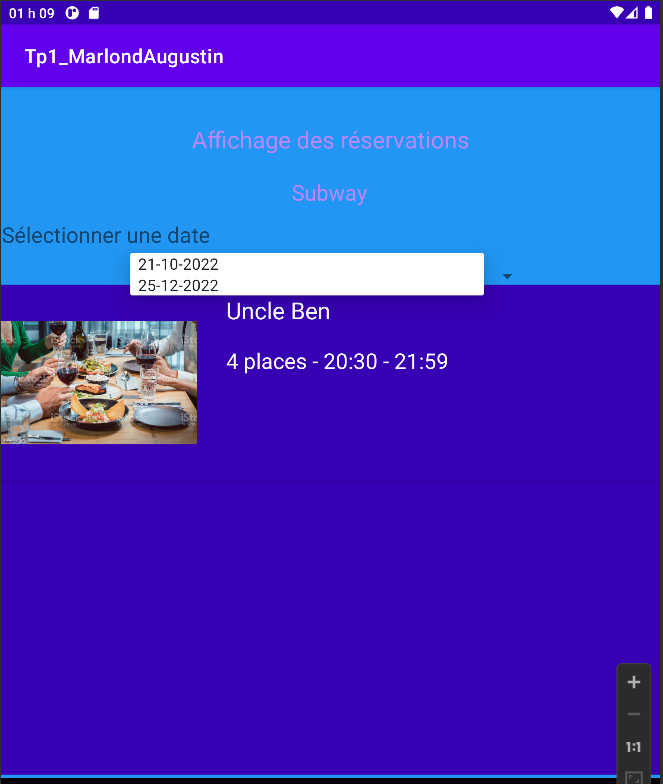 01 h 09
Tp1_MarlondAugustin
Affichage des réservations
Subway
Sélectionner une date
21-10-2022
25-12-2022
Uncle Ben
4 places - 20:30 - 21:59
iStock
1:1